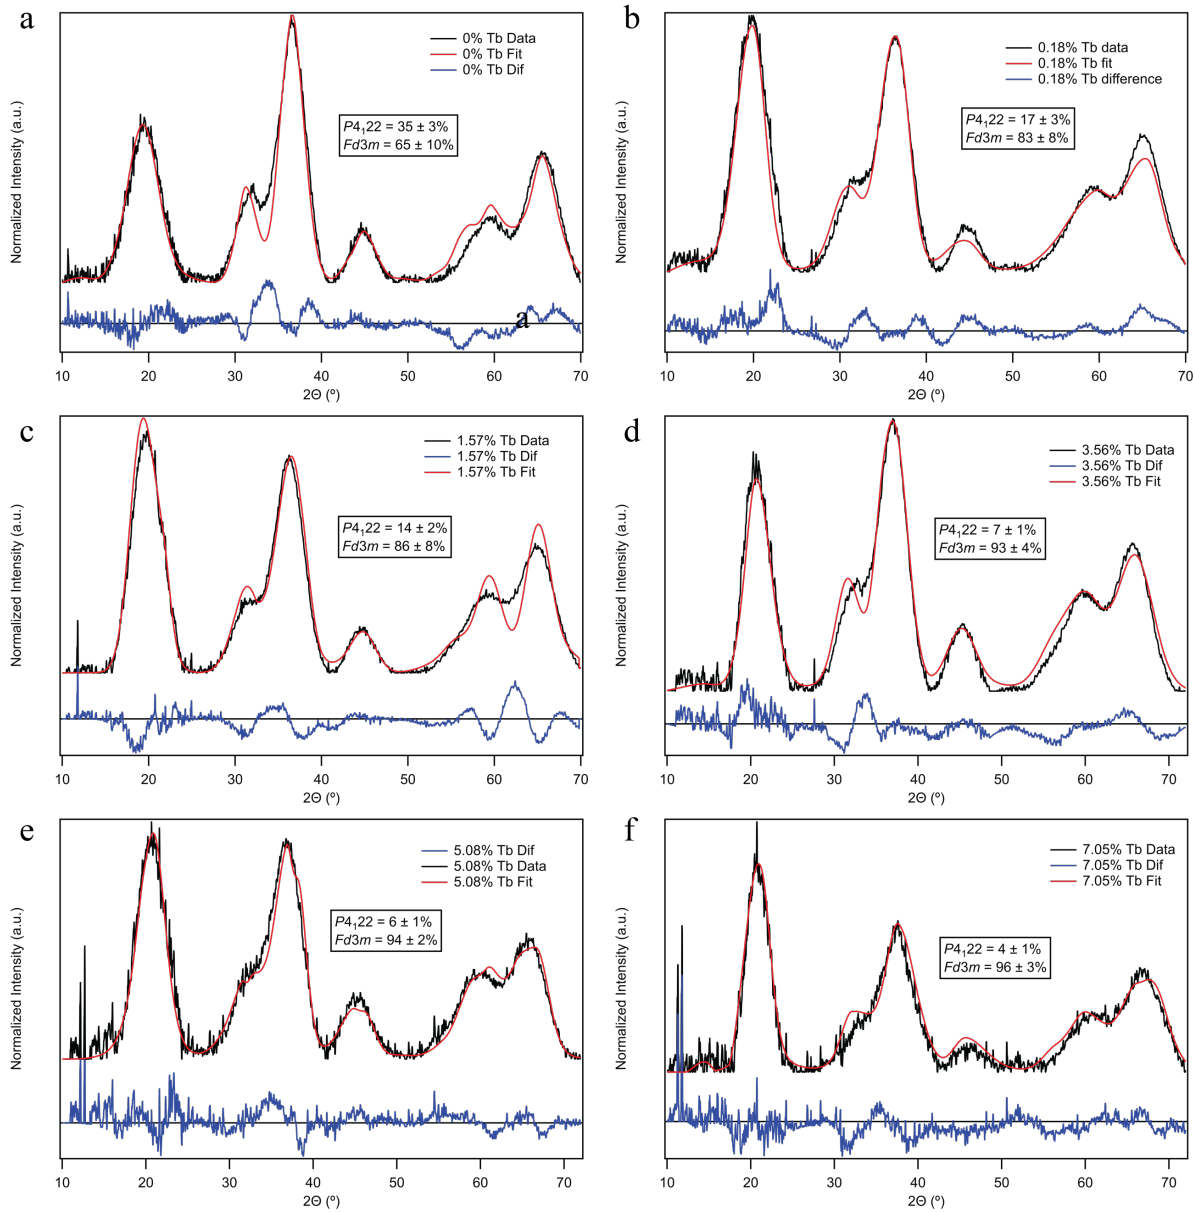 a
Normalized Intensity (a.u.)
0% Tb Data
0% Tb Fit
0% Tb Dif
P4₁22 = 35 ± 3%
Fd3m = 65 ± 10%
a
10 20 30 40 50 60 70
2Θ (º)
b
Normalized Intensity (a.u.)
0.18% Tb data
0.18% Tb fit
0.18% Tb difference
P4₁22 = 17 ± 3%
Fd3m = 83 ± 8%
10 20 30 40 50 60 70
2Θ (º)
c
Normalized Intensity (a.u.)
1.57% Tb Data
1.57% Tb Dif
1.57% Tb Fit
P4₁22 = 14 ± 2%
Fd3m = 86 ± 8%
10 20 30 40 50 60 70
2Θ (º)
d
Normalized Intensity (a.u.)
3.56% Tb Data
3.56% Tb Dif
3.56% Tb Fit
P4₁22 = 7 ± 1%
Fd3m = 93 ± 4%
10 20 30 40 50 60 70
2Θ (º)
e
Normalized Intensity (a.u.)
5.08% Tb Dif
5.08% Tb Data
5.08% Tb Fit
P4₁22 = 6 ± 1%
Fd3m = 94 ± 2%
10 20 30 40 50 60 70
2Θ (º)
f
Normalized Intensity (a.u.)
7.05% Tb Data
7.05% Tb Dif
7.05% Tb Fit
P4₁22 = 4 ± 1%
Fd3m = 96 ± 3%
10 20 30 40 50 60 70
2Θ (º)